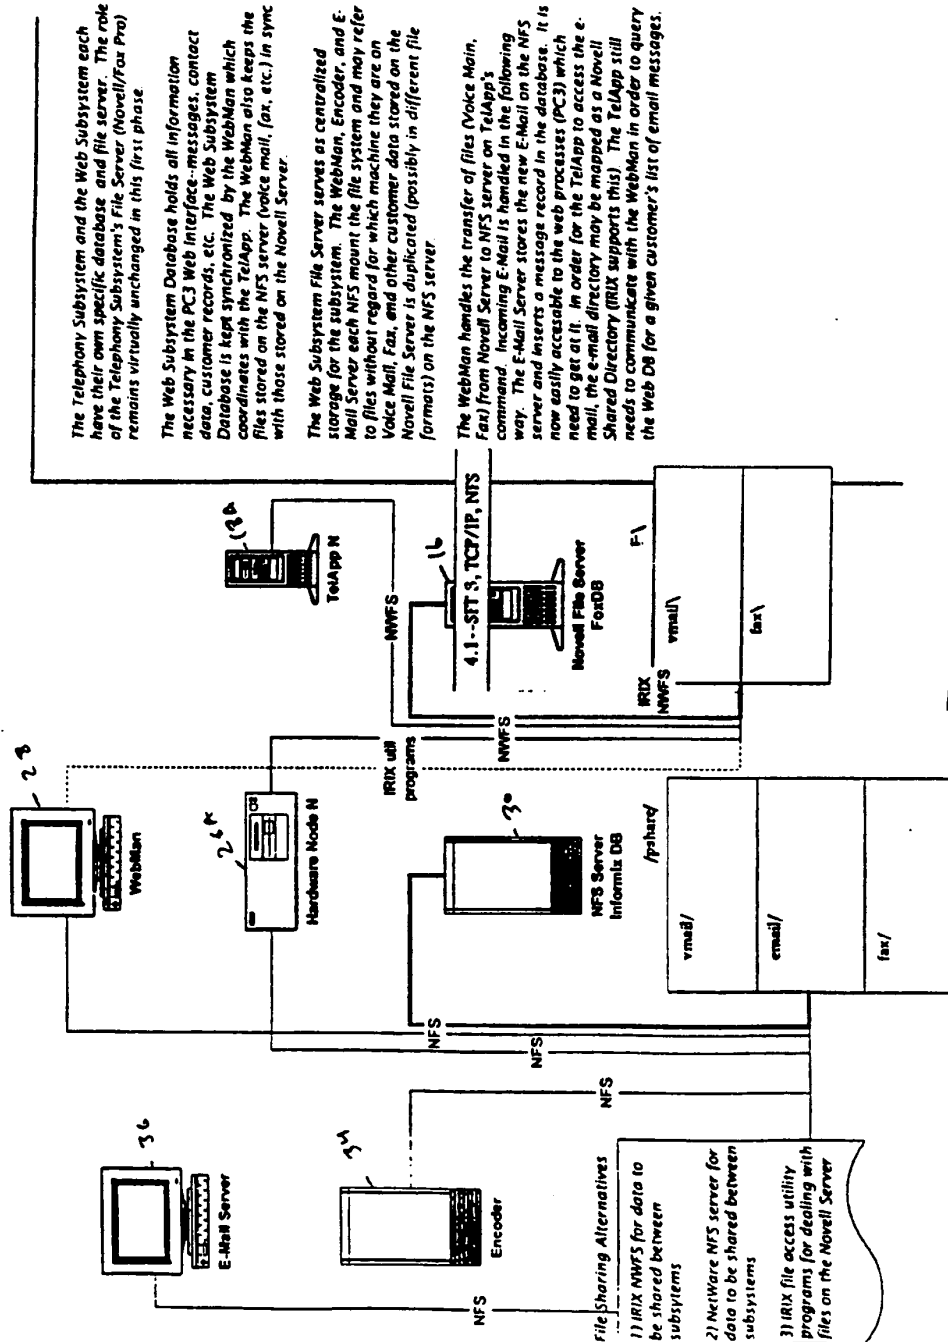 The Telephony Subsystem and the Web Subsystem each
have their own specific database and file server. The role
of the Telephony Subsystem's File Server (Novell/Fox Pro)
remains virtually unchanged in this first phase.
The Web Subsystem Database holds all information
necessary in the PC3 Web Interface--messages, contact
data, customer records, etc. The Web Subsystem
Database is kept synchronized by the WebMan which
coordinates with the TelApp. The WebMan also keeps the
files stored on the NFS server (voice mail, fax, etc.) in sync
with those stored on the Novell Server.
The Web Subsystem File Server serves as centralized
storage for the subsystem. The WebMan, Encoder, and E-
Mail Server each NFS mount the file system and may refer
to files without regard for which machine they are on
Voice Mail, Fax, and other customer data stored on the
Novell File Server is duplicated (possibly in different file
formats) on the NFS server.
The WebMan handles the transfer of files (Voice Main,
Fax) from Novell Server to NFS server on TelApp's
command. Incoming E-Mail is handled in the following
way. The E-Mail Server stores the new E-Mail on the NFS
server and inserts a message record in the database. It is
now easily accessable to the web processes (PC3) which
need to get at it. In order for the TelApp to access the e-
mail, the e-mail directory may be mapped as a Novell
Shared Directory (IRIX supports this). The TelApp still
needs to communicate with the WebMan in order to query
the Web DB for a given customer's list of email messages.
18A
TelApp N
NWFS
16
4.1--SFT 3, TCP/IP, NFS
Novell File Server
FoxDB
NWFS
F:\
IRIX
NWFS
vmail\
fax\
28
WebMan
26A
Hardware Node N
IRIX util
programs
30
NFS Server
Informix DB
/pshare/
vmail/
email/
fax/
NFS
NFS
NFS
36
E-Mail Server
34
Encoder
NFS
File Sharing Alternatives
1) IRIX NWFS for data to
be shared between
subsytems
2) NetWare NFS server for
data to be shared between
subsystems
3) IRIX file access utility
programs for dealing with
files on the Novell Server